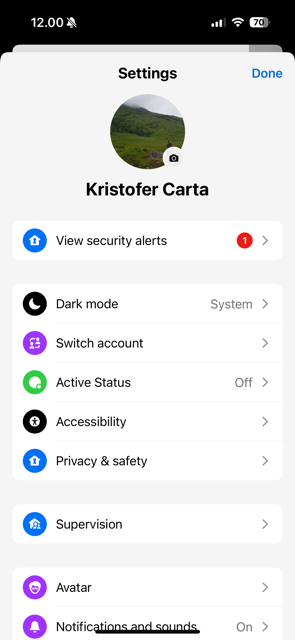 12.00 70
Settings Done
Kristofer Carta
View security alerts 1
Dark mode System
Switch account
Active Status Off
Accessibility
Privacy & safety
Supervision
Avatar
Notifications and sounds On